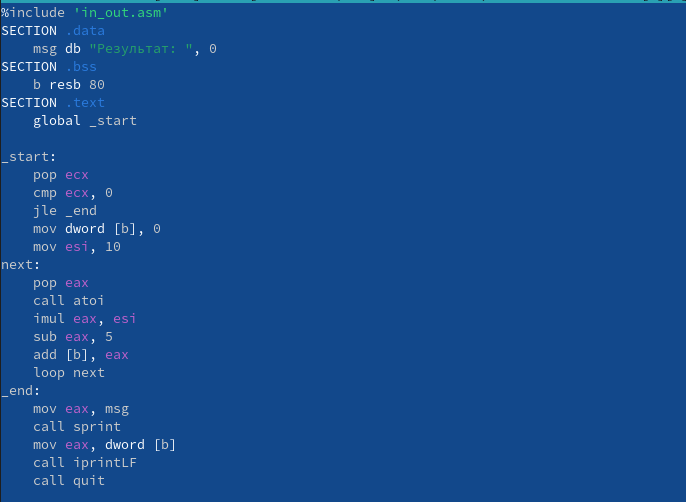 %include 'in_out.asm'
SECTION .data
    msg db "Результат: ", 0
SECTION .bss
    b resb 80
SECTION .text
    global _start

_start:
    pop ecx
    cmp ecx, 0
    jle _end
    mov dword [b], 0
    mov esi, 10
next:
    pop eax
    call atoi
    imul eax, esi
    sub eax, 5
    add [b], eax
    loop next
_end:
    mov eax, msg
    call sprint
    mov eax, dword [b]
    call iprintLF
    call quit